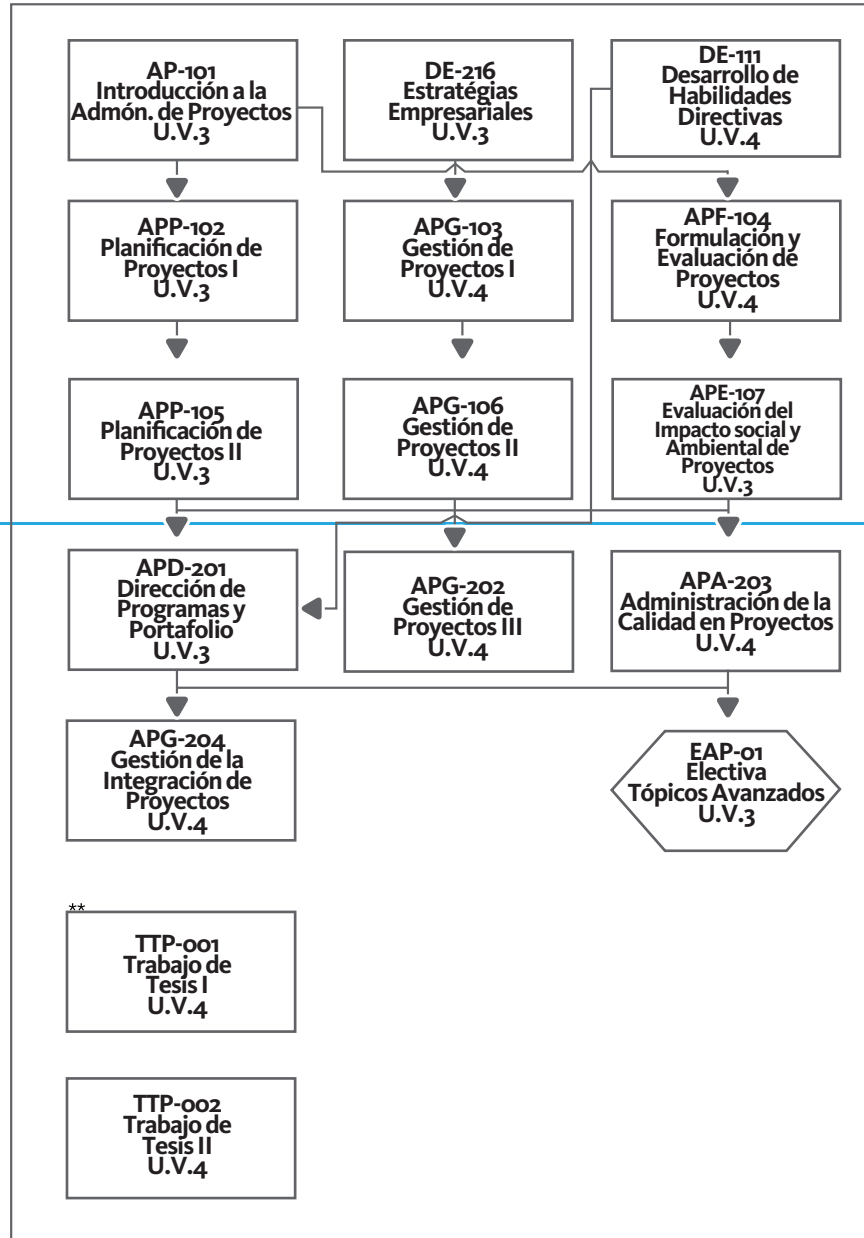 AP-101
Introducción a la
Admón. de Proyectos
U.V.3
DE-216
Estratégias
Empresariales
U.V.3
DE-111
Desarrollo de
Habilidades
Directivas
U.V.4
APP-102
Planificación de
Proyectos I
U.V.3
APG-103
Gestión de
Proyectos I
U.V.4
APF-104
Formulación y
Evaluación de
Proyectos
U.V.4
APP-105
Planificación de
Proyectos II
U.V.3
APG-106
Gestión de
Proyectos II
U.V.4
APE-107
Evaluación del
Impacto social y
Ambiental de
Proyectos
U.V.3
APD-201
Dirección de
Programas y
Portafolio
U.V.3
APG-202
Gestión de
Proyectos III
U.V.4
APA-203
Administración de la
Calidad en Proyectos
U.V.4
APG-204
Gestión de la
Integración de
Proyectos
U.V.4
EAP-01
Electiva
Tópicos Avanzados
U.V.3
**
TTP-001
Trabajo de
Tesis I
U.V.4
TTP-002
Trabajo de
Tesis II
U.V.4